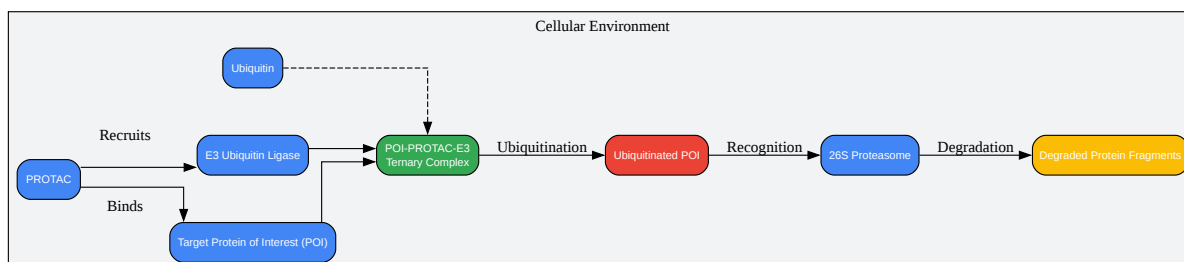 Cellular Environment
Ubiquitin
Recruits
E3 Ubiquitin Ligase
PROTAC
Binds
Target Protein of Interest (POI)
POI-PROTAC-E3
Ternary Complex
Ubiquitination
Ubiquitinated POI
Recognition
26S Proteasome
Degradation
Degraded Protein Fragments